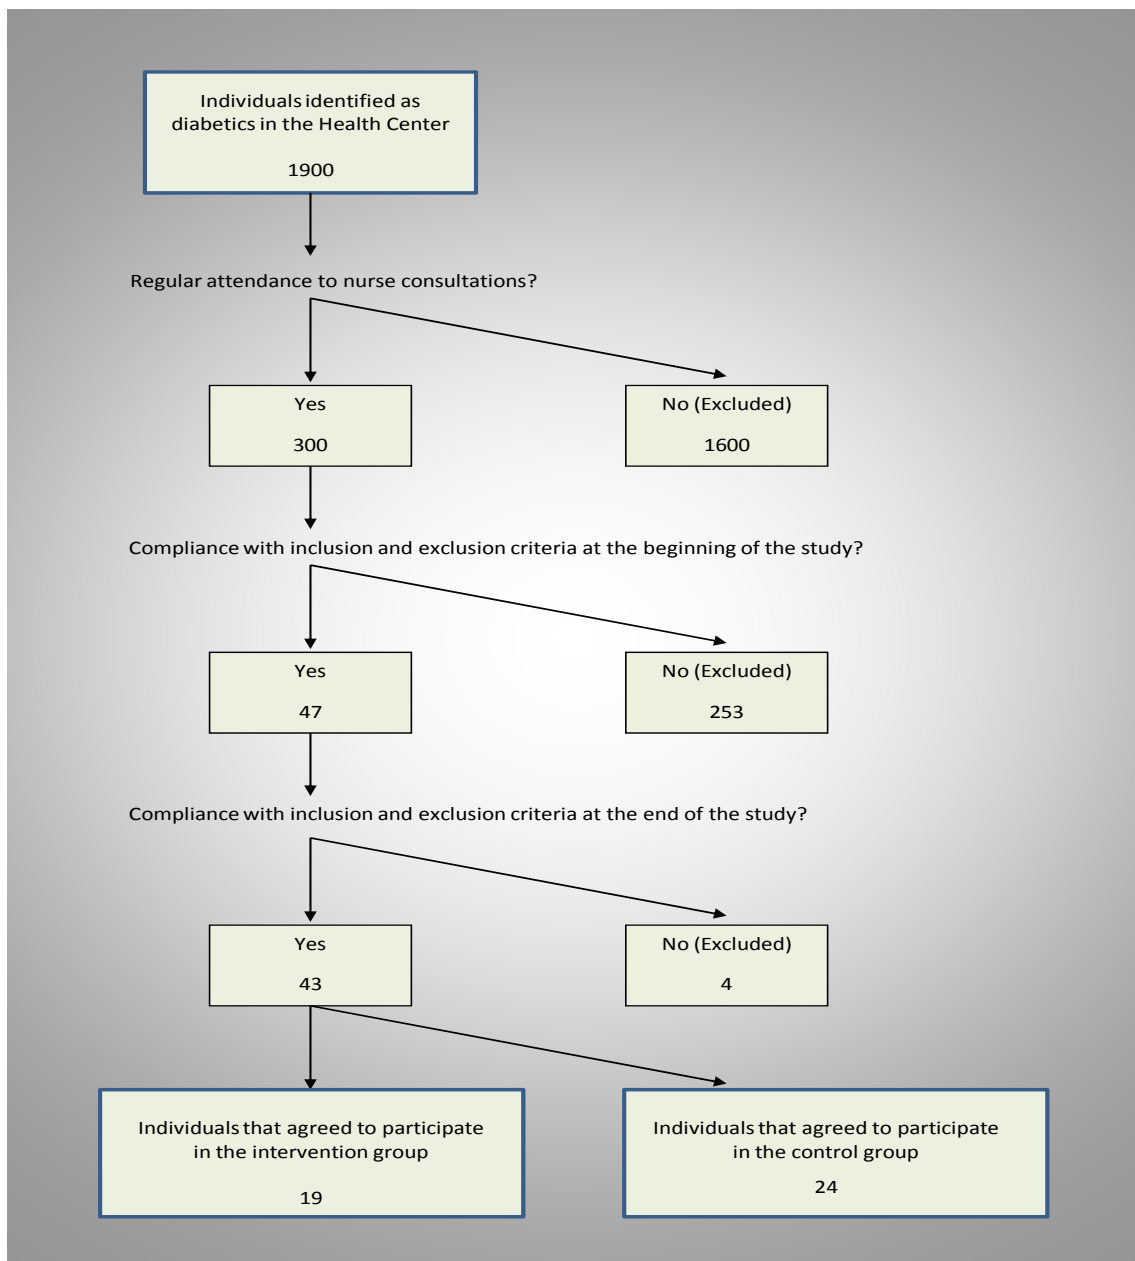 Individuals identified as
diabetics in the Health Center
1900
Regular attendance to nurse consultations?
Yes
300
No (Excluded)
1600
Compliance with inclusion and exclusion criteria at the beginning of the study?
Yes
47
No (Excluded)
253
Compliance with inclusion and exclusion criteria at the end of the study?
Yes
43
No (Excluded)
4
Individuals that agreed to participate
in the intervention group
19
Individuals that agreed to participate
in the control group
24